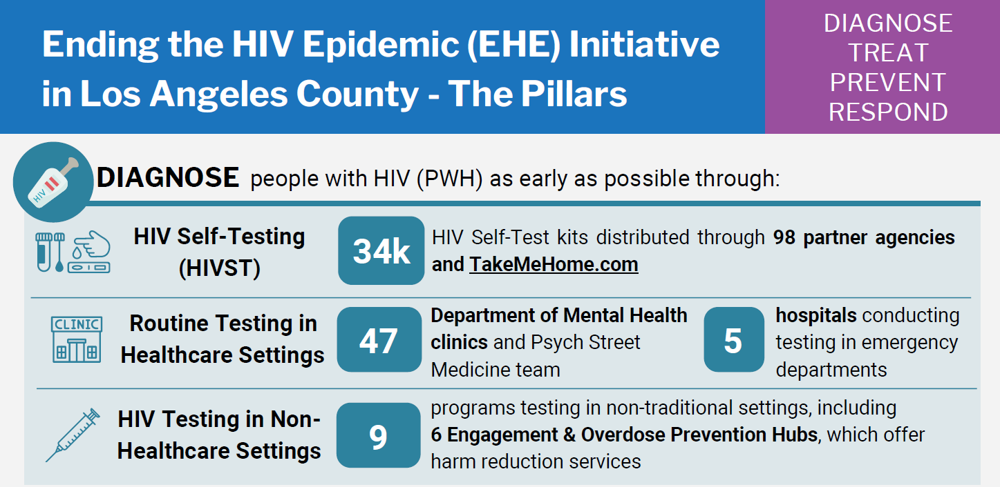 Ending the HIV Epidemic (EHE) Initiative
in Los Angeles County - The Pillars
DIAGNOSE
TREAT
PREVENT
RESPOND
HIV
DIAGNOSE people with HIV (PWH) as early as possible through:
HIV Self-Testing
(HIVST)
34k
HIV Self-Test kits distributed through 98 partner agencies
and TakeMeHome.com
CLINIC
Routine Testing in
Healthcare Settings
47
Department of Mental Health
clinics and Psych Street
Medicine team
5
hospitals conducting
testing in emergency
departments
HIV Testing in Non-
Healthcare Settings
9
programs testing in non-traditional settings, including
6 Engagement & Overdose Prevention Hubs, which offer
harm reduction services